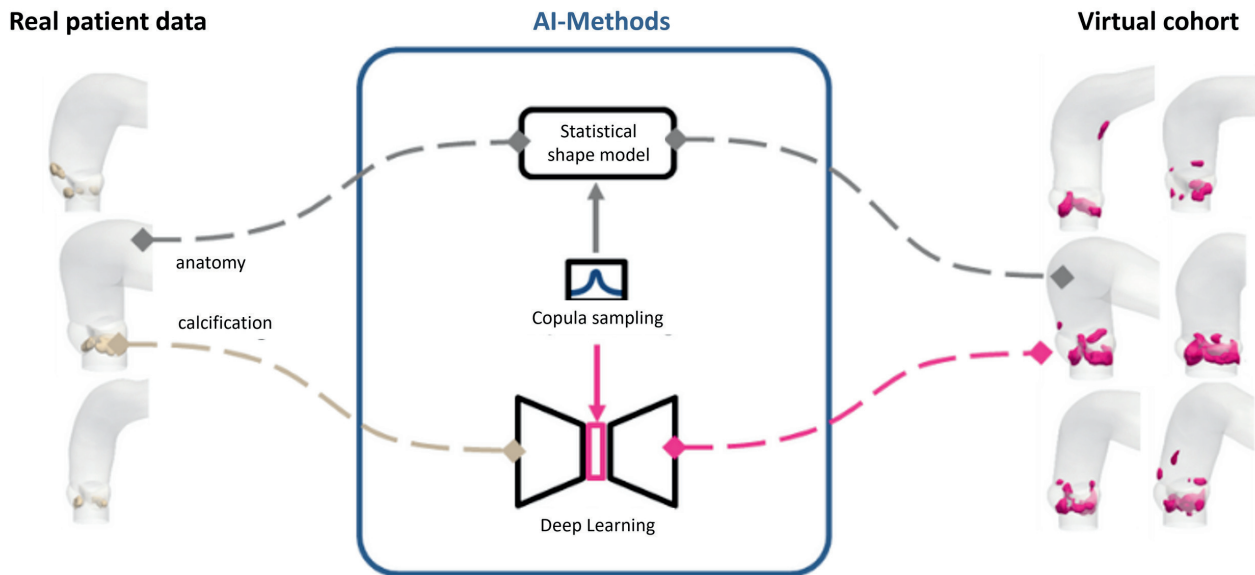 Real patient data
AI-Methods
Virtual cohort
Statistical
shape model
anatomy
calcification
Copula sampling
Deep Learning